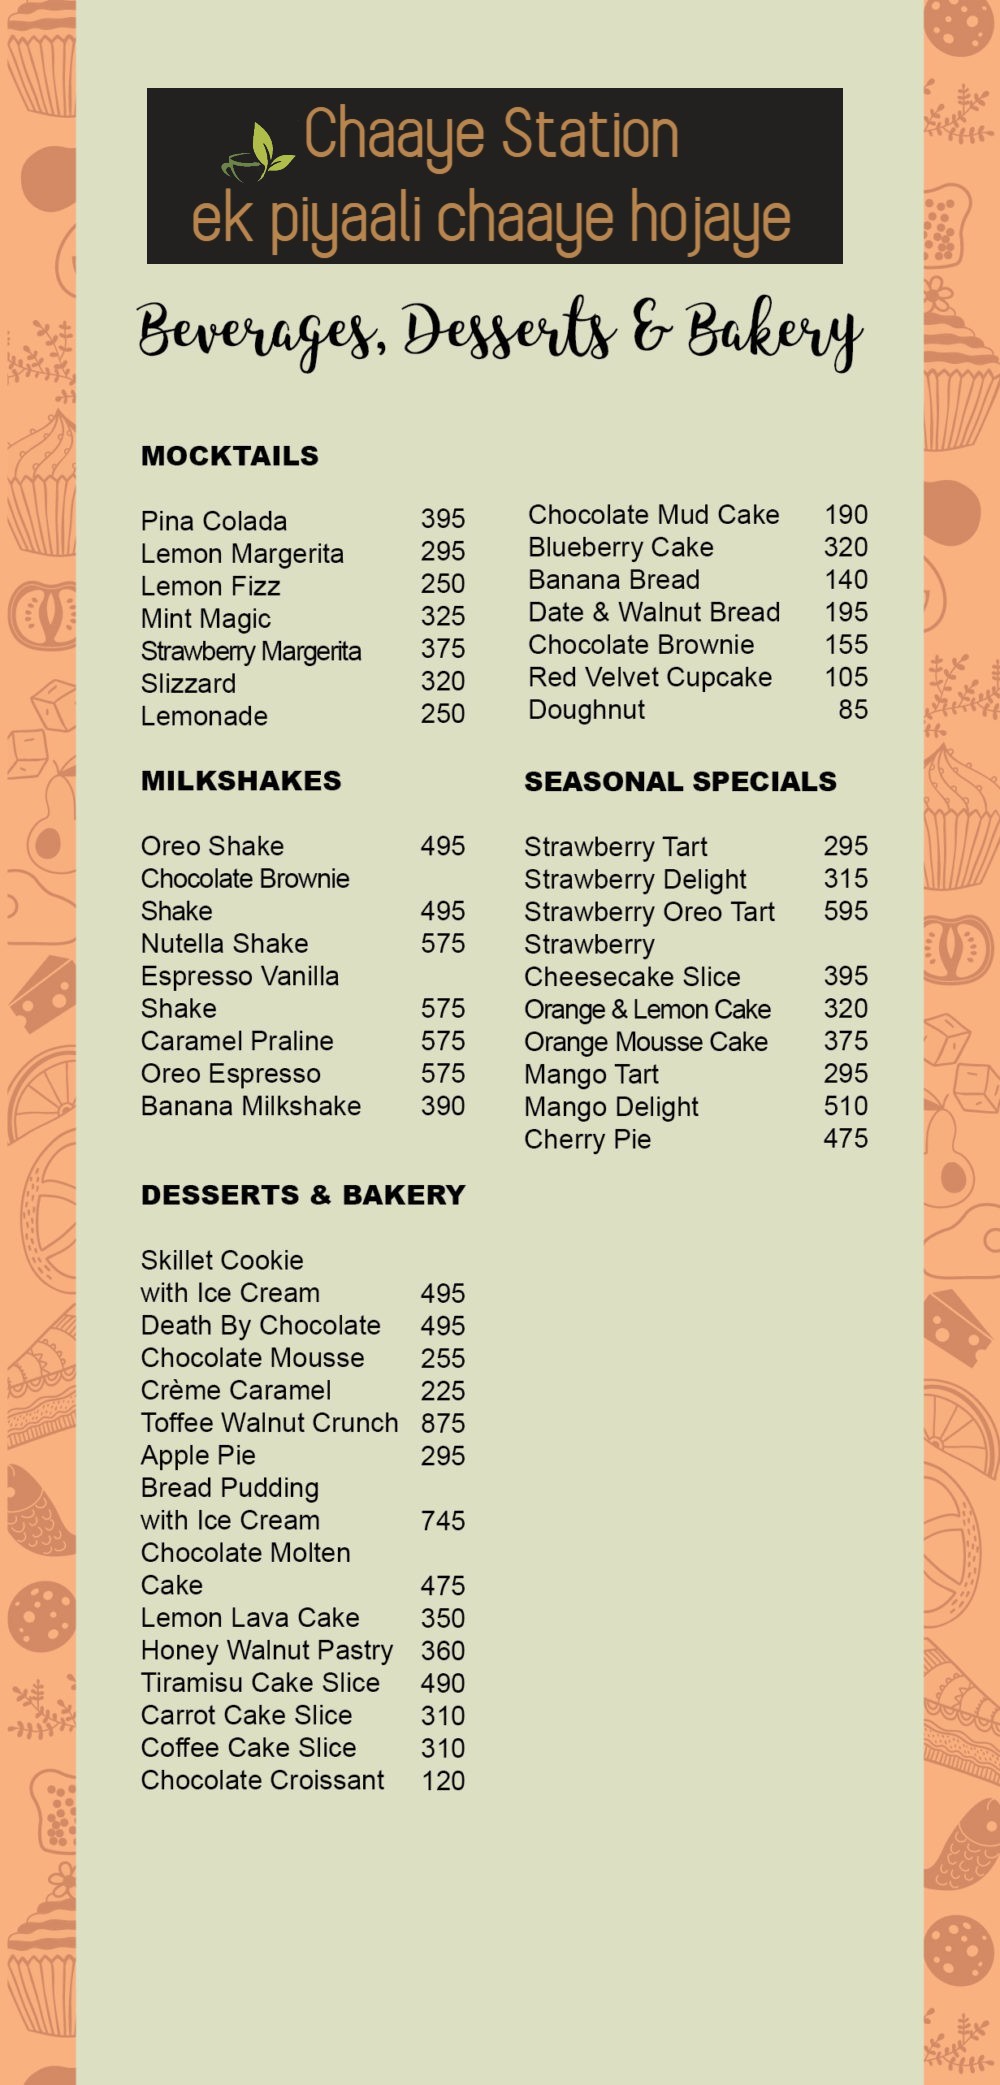 Chaaye Station
ek piyaali chaaye hojaye
Beverages, Desserts & Bakery
MOCKTAILS
Pina Colada 395
Lemon Margerita 295
Lemon Fizz 250
Mint Magic 325
Strawberry Margerita 375
Slizzard 320
Lemonade 250
MILKSHAKES
Oreo Shake 495
Chocolate Brownie
Shake 495
Nutella Shake 575
Espresso Vanilla
Shake 575
Caramel Praline 575
Oreo Espresso 575
Banana Milkshake 390
DESSERTS & BAKERY
Skillet Cookie
with Ice Cream 495
Death By Chocolate 495
Chocolate Mousse 255
Crème Caramel 225
Toffee Walnut Crunch 875
Apple Pie 295
Bread Pudding
with Ice Cream 745
Chocolate Molten
Cake 475
Lemon Lava Cake 350
Honey Walnut Pastry 360
Tiramisu Cake Slice 490
Carrot Cake Slice 310
Coffee Cake Slice 310
Chocolate Croissant 120
Chocolate Mud Cake 190
Blueberry Cake 320
Banana Bread 140
Date & Walnut Bread 195
Chocolate Brownie 155
Red Velvet Cupcake 105
Doughnut 85
SEASONAL SPECIALS
Strawberry Tart 295
Strawberry Delight 315
Strawberry Oreo Tart 595
Strawberry
Cheesecake Slice 395
Orange & Lemon Cake 320
Orange Mousse Cake 375
Mango Tart 295
Mango Delight 510
Cherry Pie 475